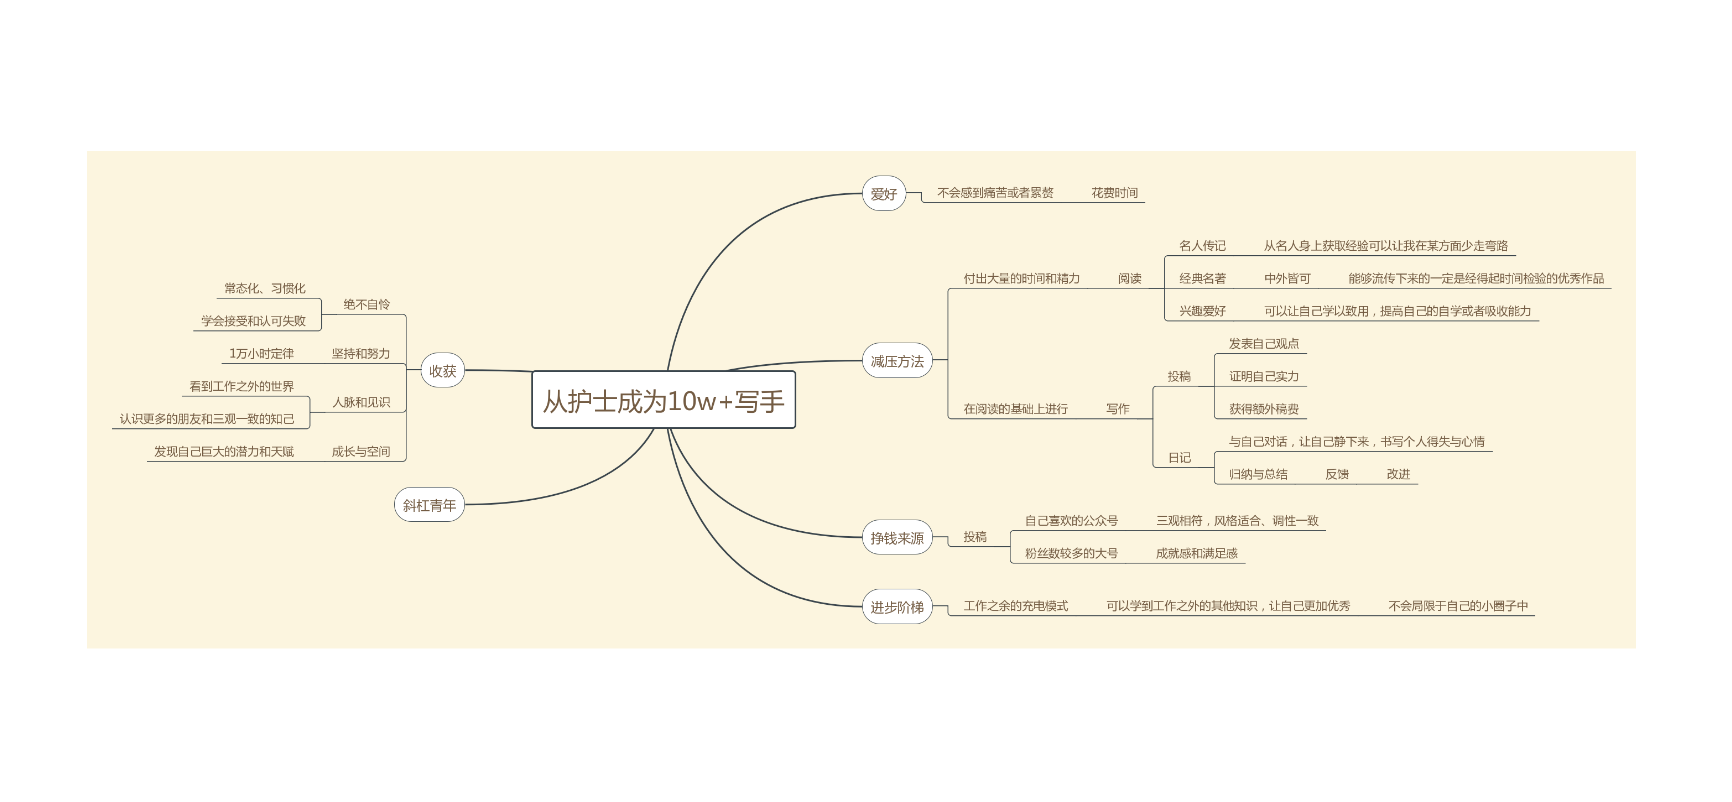 从护士成为10w+写手
爱好
不会感到痛苦或者累赘
花费时间
减压方法
付出大量的时间和精力
阅读
名人传记
从名人身上获取经验可以让我在某方面少走弯路
经典名著
中外皆可
能够流传下来的一定是经得起时间检验的优秀作品
兴趣爱好
可以让自己学以致用，提高自己的自学或者吸收能力
在阅读的基础上进行
写作
投稿
发表自己观点
证明自己实力
获得额外稿费
日记
与自己对话，让自己静下来，书写个人得失与心情
归纳与总结
反馈
改进
挣钱来源
投稿
自己喜欢的公众号
三观相符，风格适合、调性一致
粉丝数较多的大号
成就感和满足感
进步阶梯
工作之余的充电模式
可以学到工作之外的其他知识，让自己更加优秀
不会局限于自己的小圈子中
收获
绝不自怜
常态化、习惯化
学会接受和认可失败
坚持和努力
1万小时定律
人脉和见识
看到工作之外的世界
认识更多的朋友和三观一致的知己
成长与空间
发现自己巨大的潜力和天赋
斜杠青年